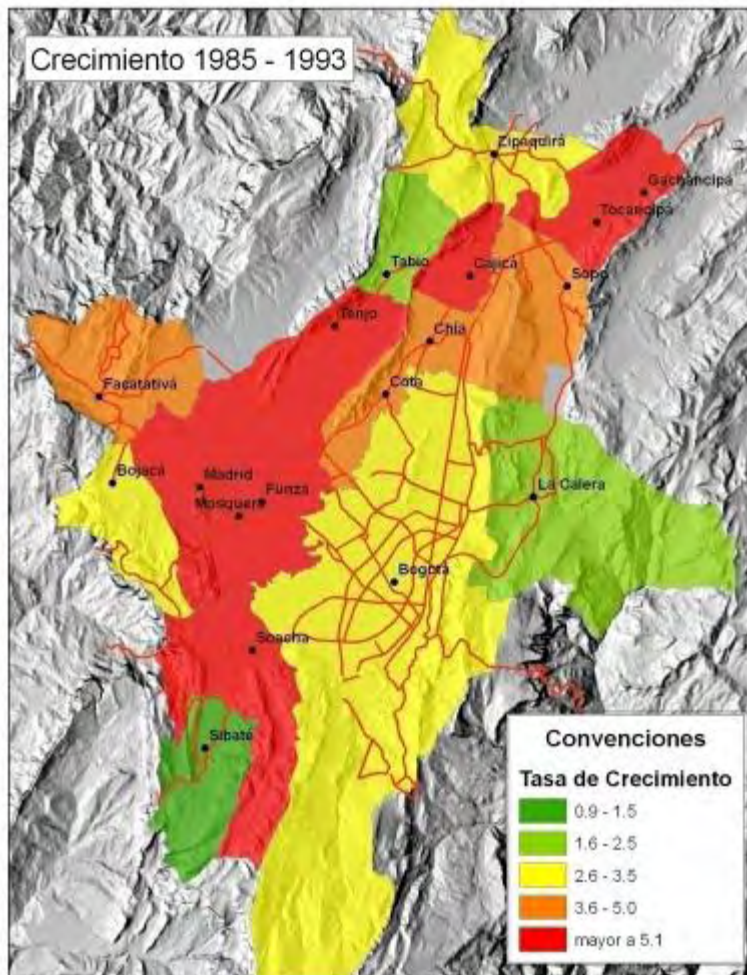 Crecimiento 1985 - 1993
Zipaquirá
Gachancipá
Tocancipá
Tabio
Cajicá
Sopó
Tenjo
Chía
Facatativá
Cota
Bojacá
Madrid
Funza
Mosquera
La Calera
Bogotá
Soacha
Sibaté
Convenciones
Tasa de Crecimiento
0.9 - 1.5
1.6 - 2.5
2.6 - 3.5
3.6 - 5.0
mayor a 5.1